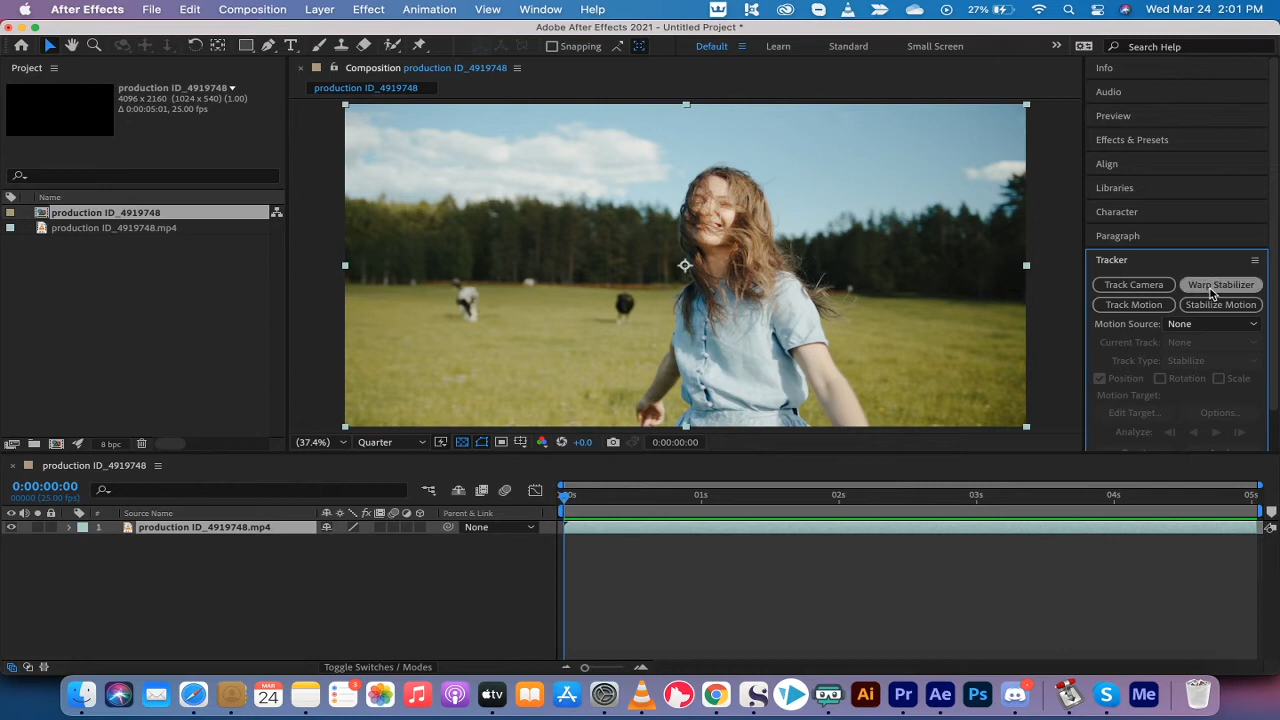 After Effects File Edit Composition Layer Effect Animation View Window Help 27% Wed Mar 24 2:01 PM
Adobe After Effects 2021 - Untitled Project *
Snapping Default Learn Standard Small Screen Search Help
Project
Composition production ID_4919748
Info
production ID_4919748
production ID_4919748
4096 x 2160 (1024 x 540) (1.00)
Δ 0:00:05:01, 25.00 fps
Audio
Preview
Effects & Presets
Align
Libraries
Character
Paragraph
Name
production ID_4919748
production ID_4919748.mp4
Tracker
Track Camera Warp Stabilizer
Track Motion Stabilize Motion
Motion Source: None
Current Track: None
Track Type: Stabilize
Position Rotation Scale
Motion Target:
Edit Target... Options...
Analyze:
8 bpc
(37.4%) Quarter +0.0 0:00:00:00
production ID_4919748
0:00:00:00
00000 (25.00 fps)
:00s 01s 02s 03s 04s 05s
# Source Name fx Parent & Link
1 production ID_4919748.mp4 None
Toggle Switches / Modes
MAR
24
3
tv
Ai Pr Ae Ps S Me